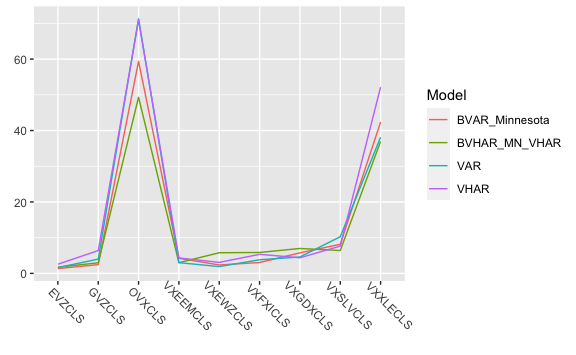 60
40
20
0
EVZCLS
GVZCLS
OVXCLS
VXEEMCLS
VXEWZCLS
VXFXICLS
VXGDXCLS
VXSLVCLS
VXXLECLS
Model
BVAR_Minnesota
BVHAR_MN_VHAR
VAR
VHAR